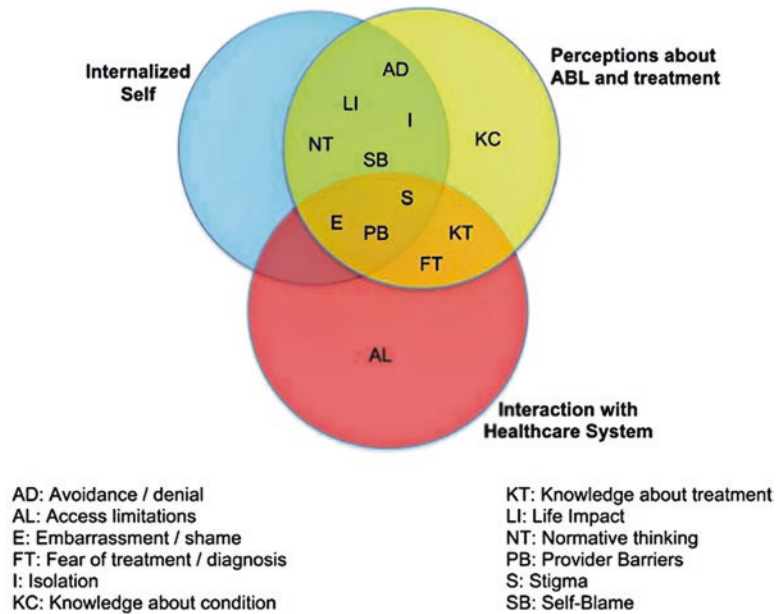 Internalized
Self
Perceptions about
ABL and treatment
AD
LI
I
NT
KC
SB
S
E
PB
KT
FT
AL
Interaction with
Healthcare System
AD: Avoidance / denial
AL: Access limitations
E: Embarrassment / shame
FT: Fear of treatment / diagnosis
I: Isolation
KC: Knowledge about condition
KT: Knowledge about treatment
LI: Life Impact
NT: Normative thinking
PB: Provider Barriers
S: Stigma
SB: Self-Blame